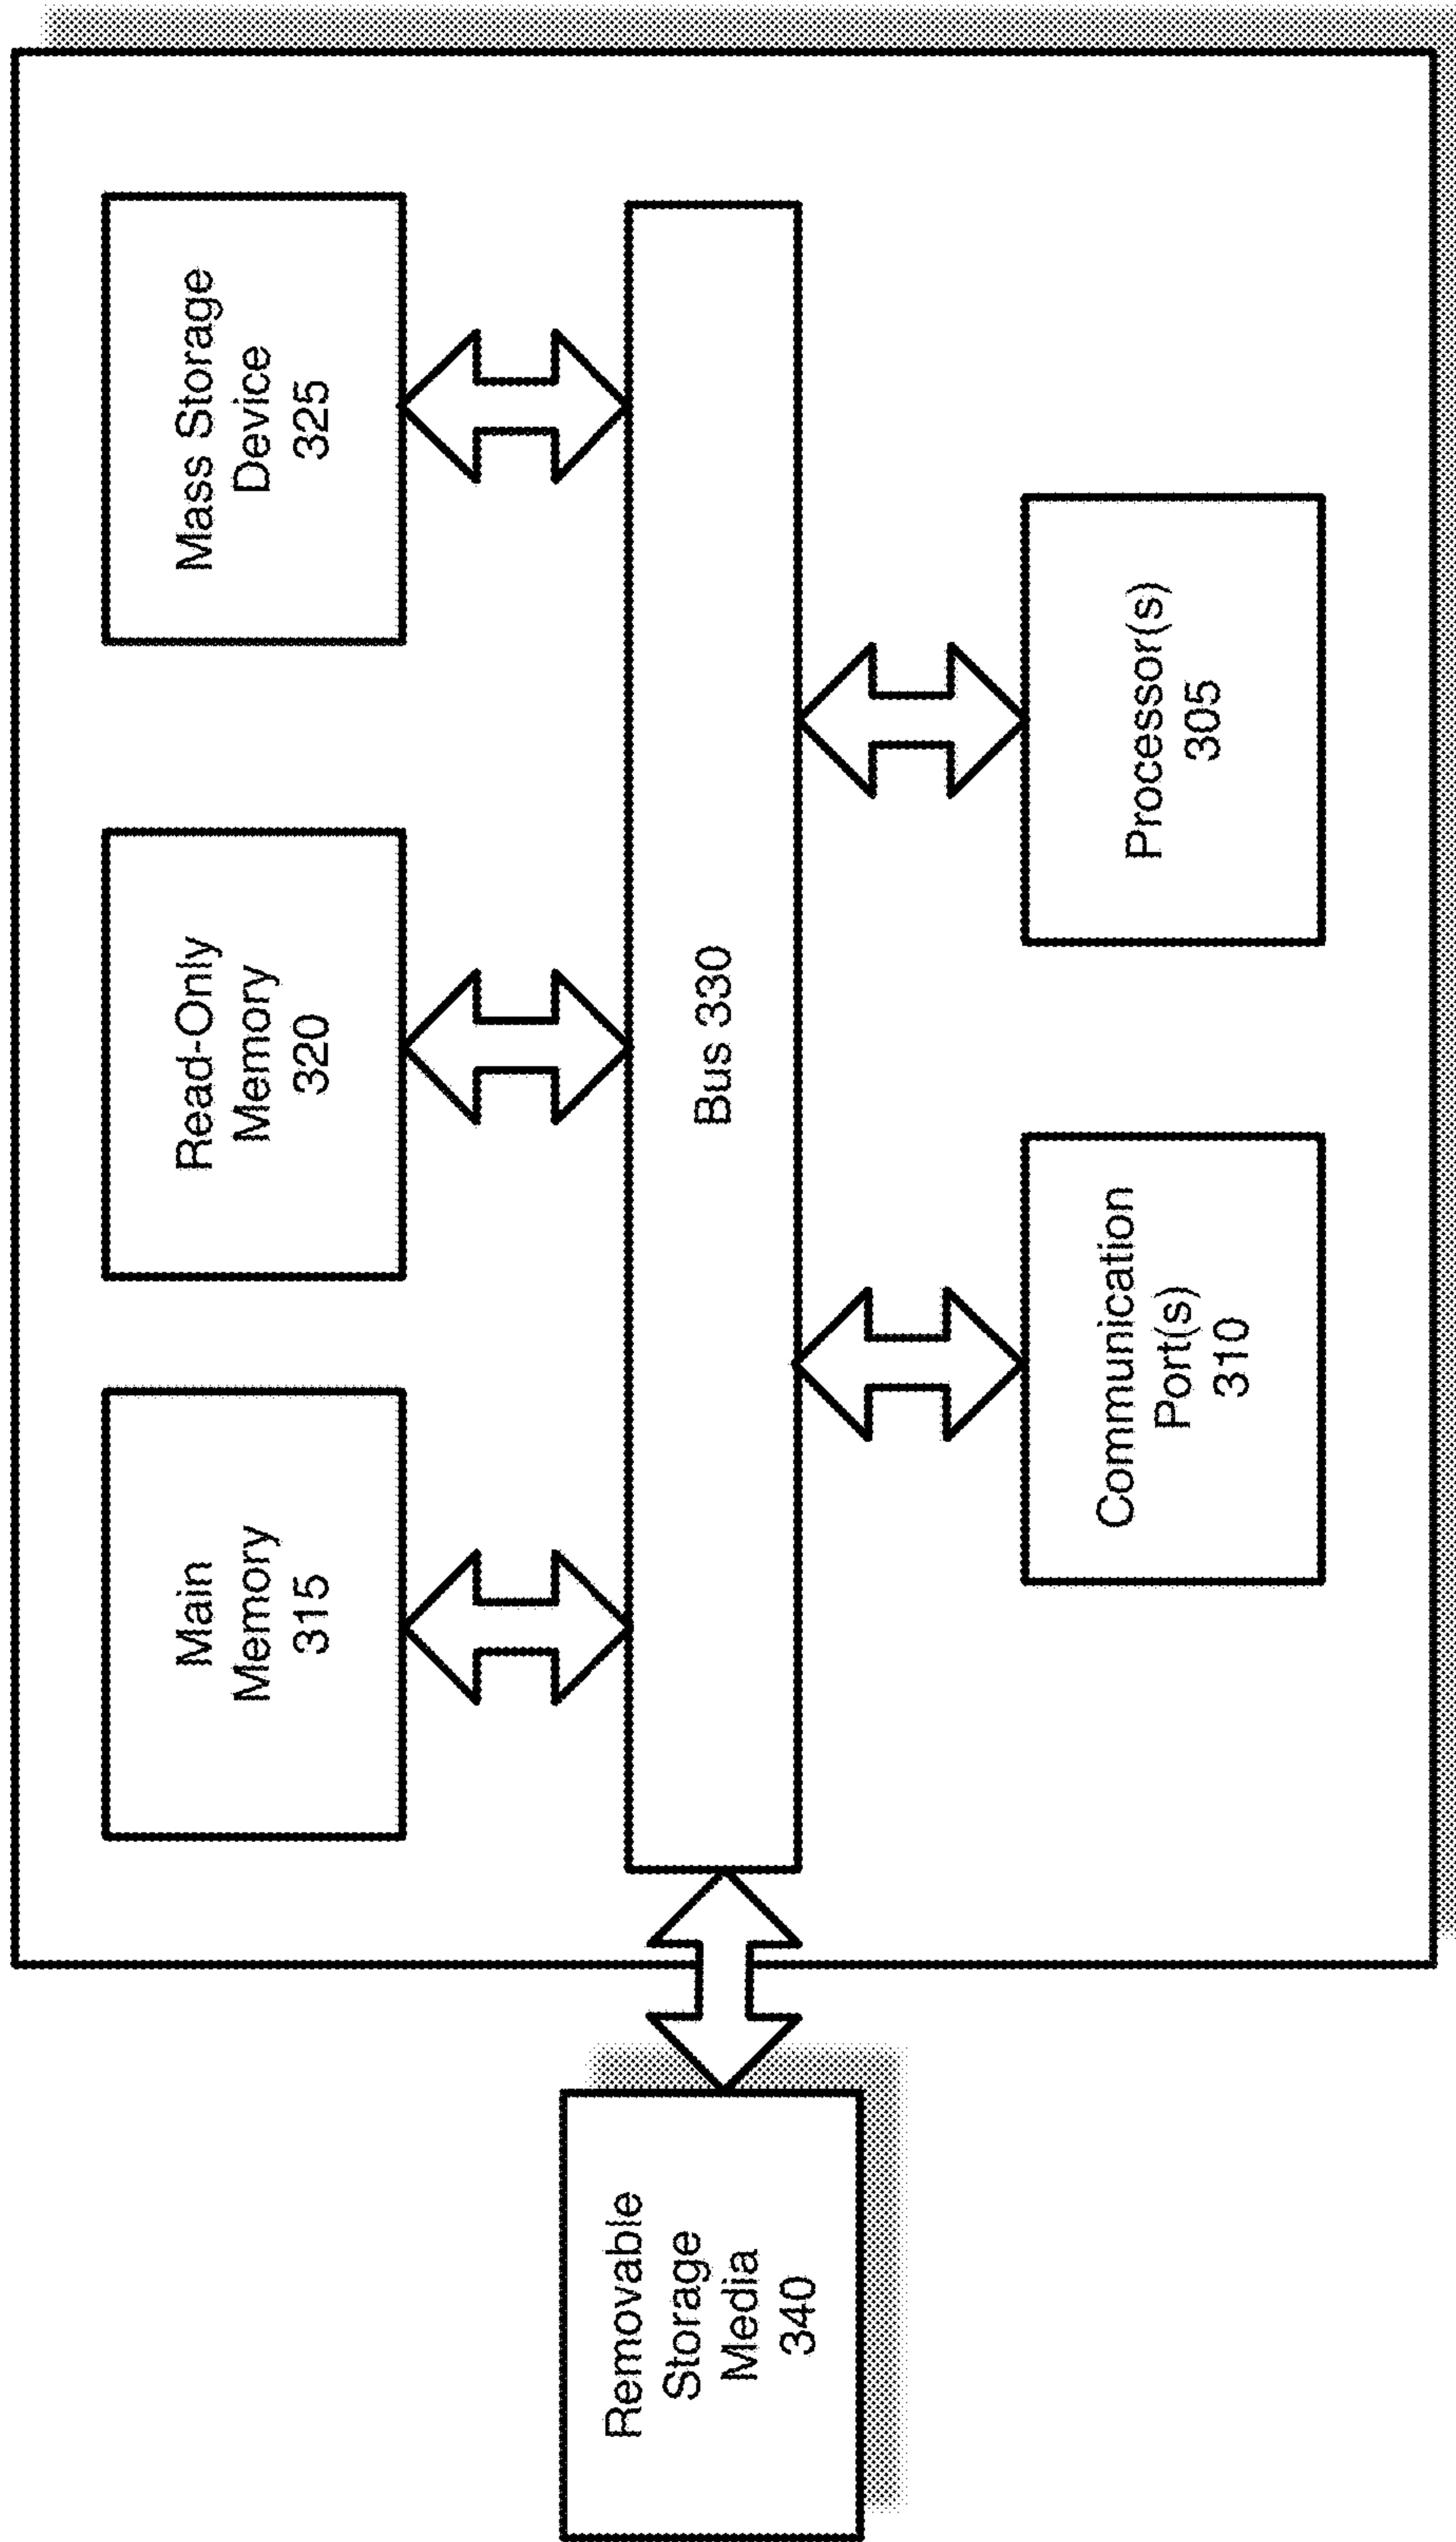 Main
Memory
315
Read-Only
Memory
320
Mass Storage
Device
325
Bus 330
Removable
Storage
Media
340
Communication
Port(s)
310
Processor(s)
305